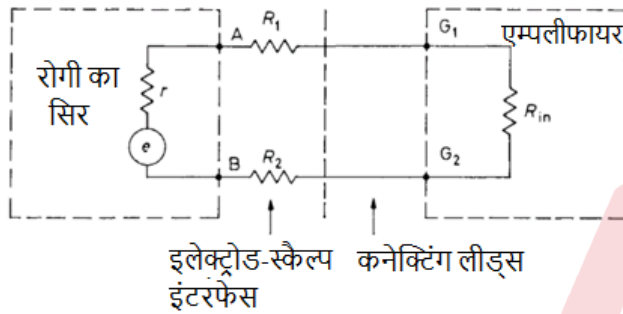 A R₁ G₁ एम्पलीफायर
रोगी का
सिर
r
Rin
e
B R₂ G₂
इलेक्ट्रोड-स्कैल्प कनेक्टिंग लीड्स
इंटरफेस